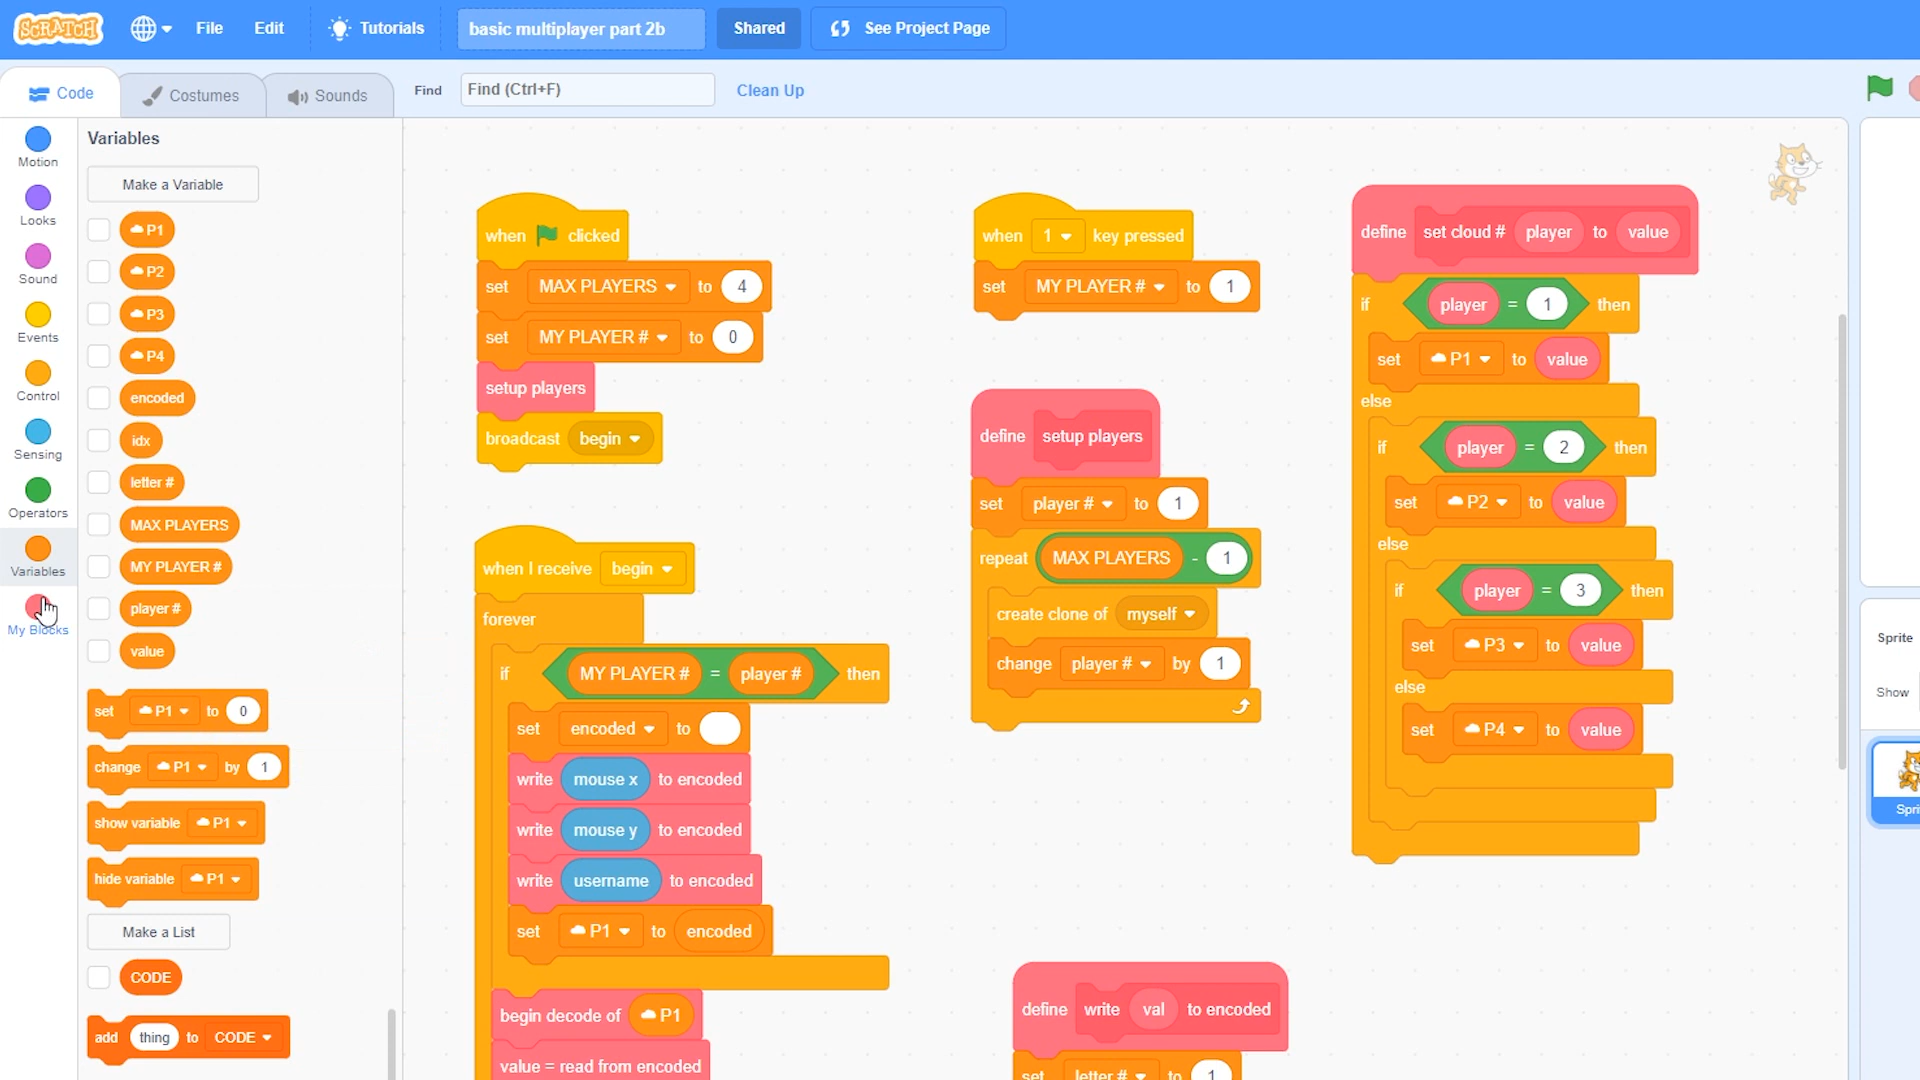 SCRATCH File Edit Tutorials basic multiplayer part 2b Shared See Project Page
Code Costumes Sounds Find Find (Ctrl+F) Clean Up
Motion
Looks
Sound
Events
Control
Sensing
Operators
Variables
My Blocks
Variables
Make a Variable
P1
P2
P3
P4
encoded
idx
letter #
MAX PLAYERS
MY PLAYER #
player #
value
set P1 to 0
change P1 by 1
show variable P1
hide variable P1
Make a List
CODE
add thing to CODE
when clicked
set MAX PLAYERS to 4
set MY PLAYER # to 0
setup players
broadcast begin
when I receive begin
forever
if MY PLAYER # = player # then
set encoded to
write mouse x to encoded
write mouse y to encoded
write username to encoded
set P1 to encoded
begin decode of P1
value = read from encoded
when 1 key pressed
set MY PLAYER # to 1
define setup players
set player # to 1
repeat MAX PLAYERS - 1
create clone of myself
change player # by 1
define write val to encoded
set letter # to 1
define set cloud # player to value
if player = 1 then
set P1 to value
else
if player = 2 then
set P2 to value
else
if player = 3 then
set P3 to value
else
set P4 to value
Sprite
Show